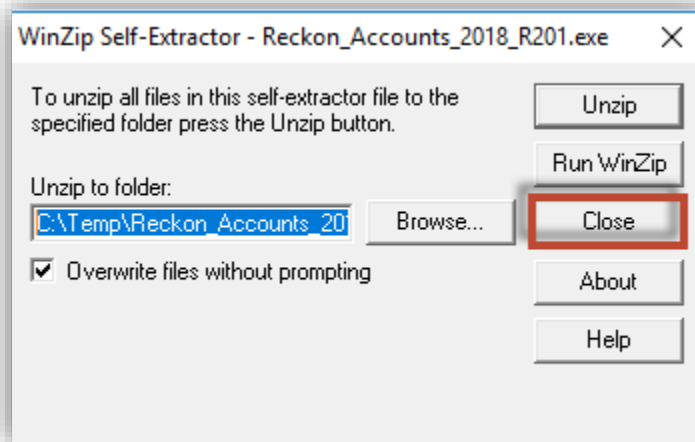 WinZip Self-Extractor - Reckon_Accounts_2018_R201.exe
To unzip all files in this self-extractor file to the
specified folder press the Unzip button.
Unzip to folder:
C:\Temp\Reckon_Accounts_201
Browse...
Overwrite files without prompting
Unzip
Run WinZip
Close
About
Help